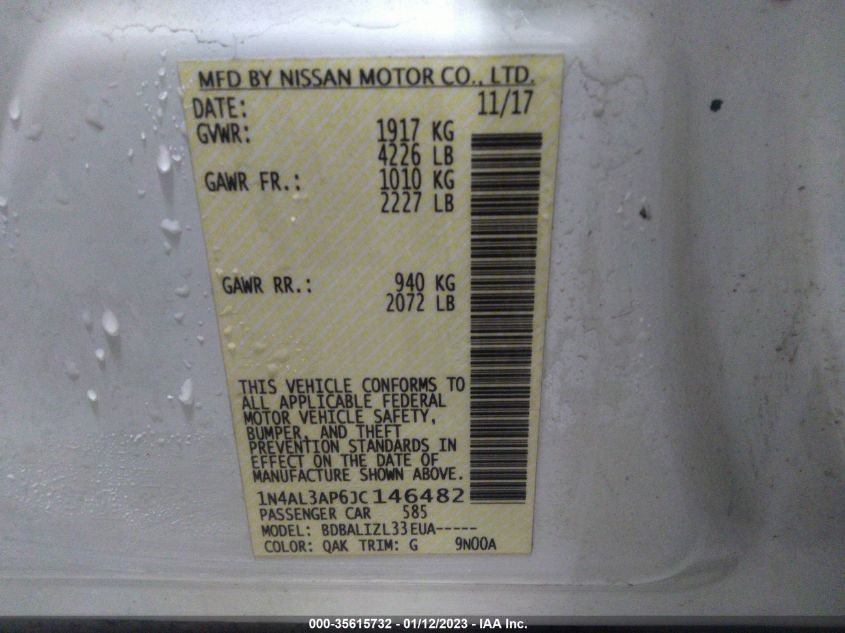 MFD BY NISSAN MOTOR CO., LTD.
DATE: 11/17
GVWR: 1917 KG
4226 LB
GAWR FR.: 1010 KG
2227 LB
GAWR RR.: 940 KG
2072 LB
THIS VEHICLE CONFORMS TO
ALL APPLICABLE FEDERAL
MOTOR VEHICLE SAFETY,
BUMPER, AND THEFT
PREVENTION STANDARDS IN
EFFECT ON THE DATE OF
MANUFACTURE SHOWN ABOVE.
1N4AL3AP6JC146482
PASSENGER CAR 585
MODEL: BDBALIZL33EUA-----
COLOR: QAK TRIM: G 9N00A
000-35615732 - 01/12/2023 - IAA Inc.